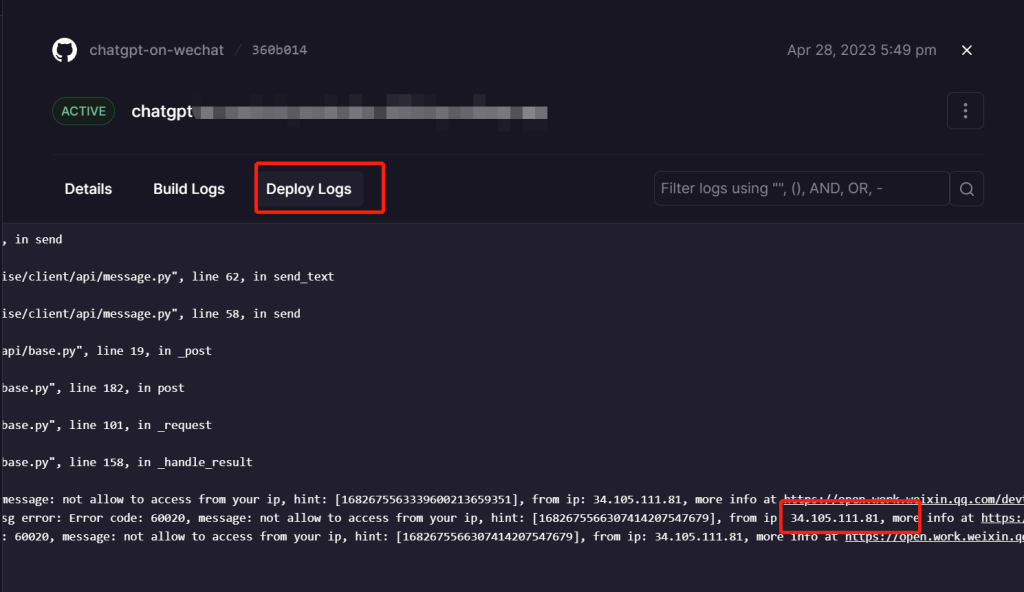 chatgpt-on-wechat / 360b014 Apr 28, 2023 5:49 pm
ACTIVE chatgpt
Details Build Logs Deploy Logs Filter logs using "", (), AND, OR, -
, in send
ise/client/api/message.py", line 62, in send_text
ise/client/api/message.py", line 58, in send
api/base.py", line 19, in _post
base.py", line 182, in post
base.py", line 101, in _request
base.py", line 158, in _handle_result
message: not allow to access from your ip, hint: [1682675563339600213659351], from ip: 34.105.111.81, more info at https://open.work.weixin.qq.com/dev
sg error: Error code: 60020, message: not allow to access from your ip, hint: [1682675566307414207547679], from ip 34.105.111.81, more info at https:
: 60020, message: not allow to access from your ip, hint: [1682675566307414207547679], from ip: 34.105.111.81, more info at https://open.work.weixin.q